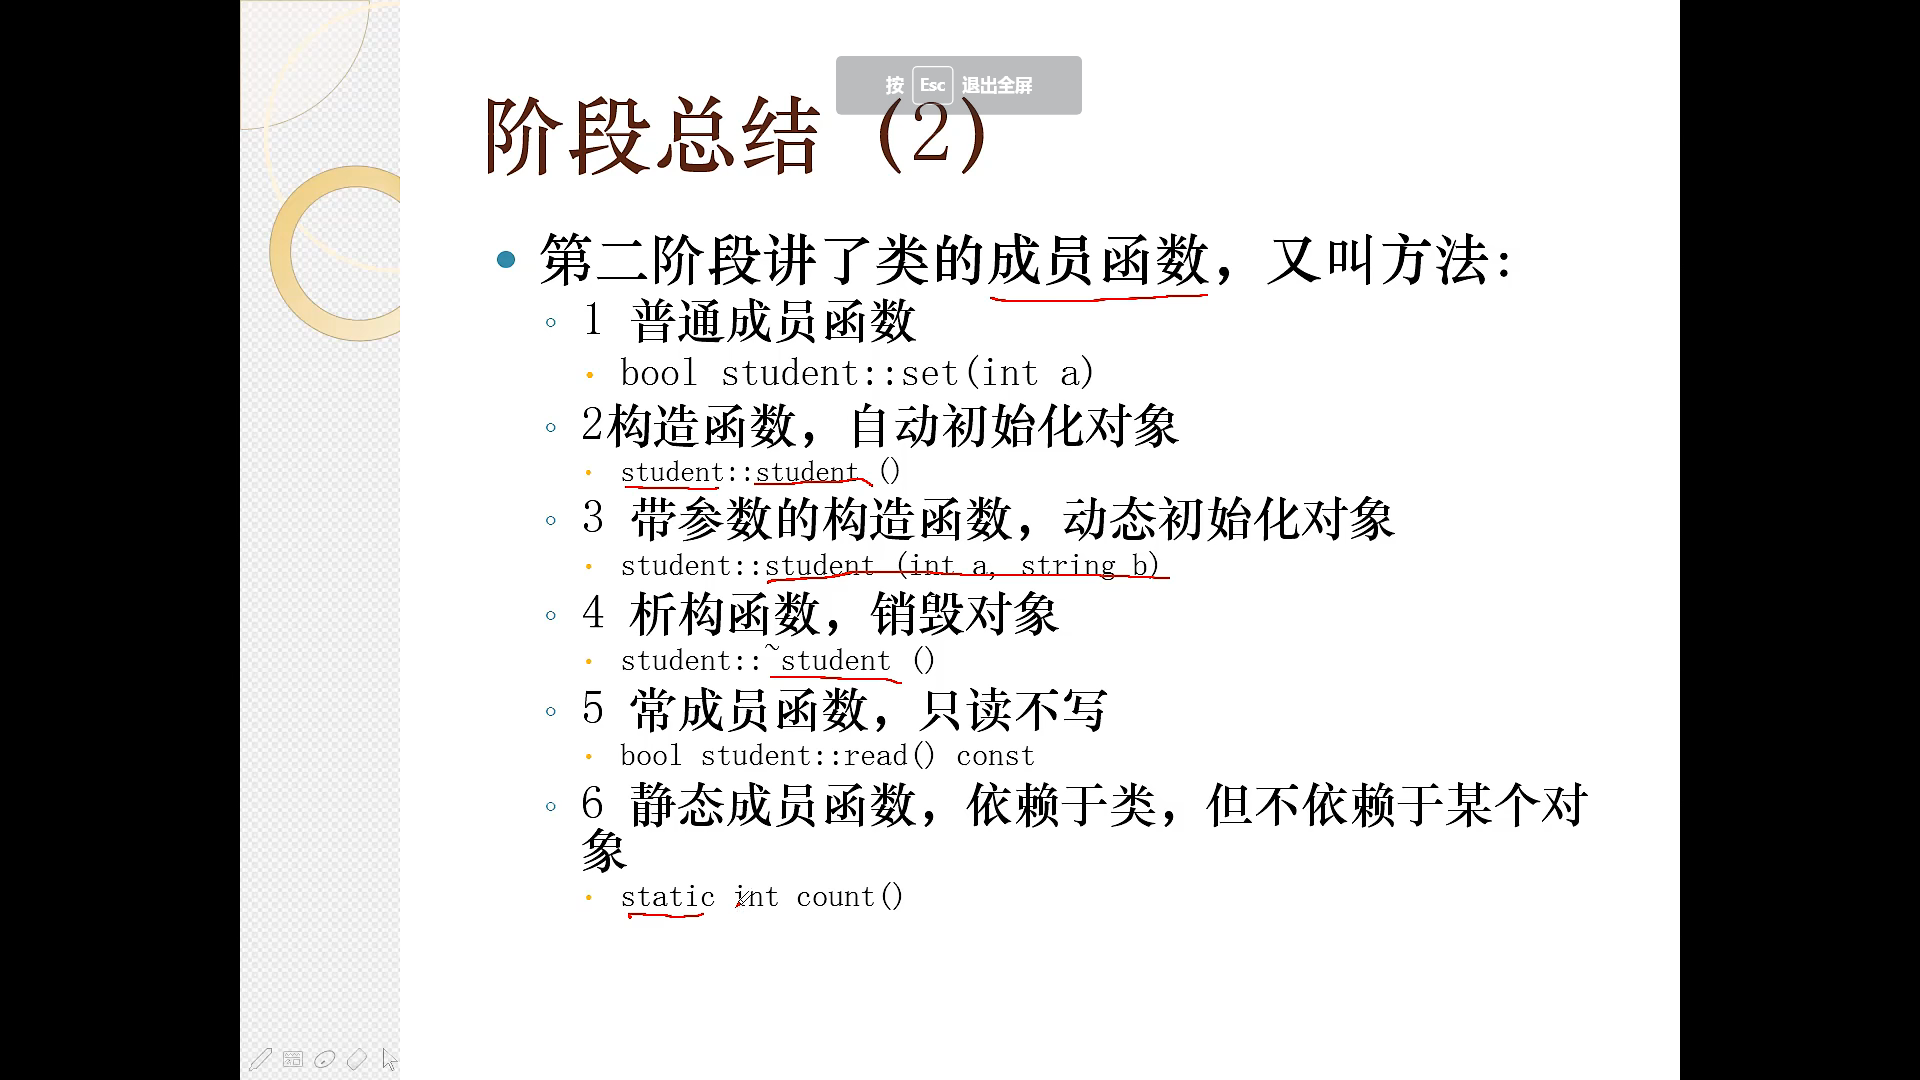 按 Esc 退出全屏
阶段总结（2）
第二阶段讲了类的成员函数，又叫方法：
1 普通成员函数
bool student::set(int a)
2构造函数，自动初始化对象
student::student ()
3 带参数的构造函数，动态初始化对象
student::student (int a, string b)
4 析构函数，销毁对象
student::~student ()
5 常成员函数，只读不写
bool student::read() const
6 静态成员函数，依赖于类，但不依赖于某个对
象
static int count()